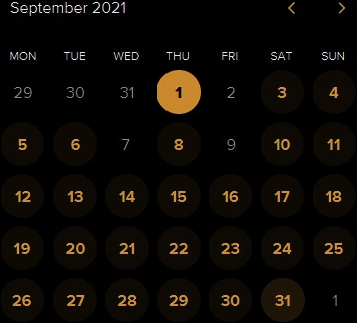 September 2021
MON TUE WED THU FRI SAT SUN
29 30 31 1 2 3 4
5 6 7 8 9 10 11
12 13 14 15 16 17 18
19 20 21 22 23 24 25
26 27 28 29 30 31 1